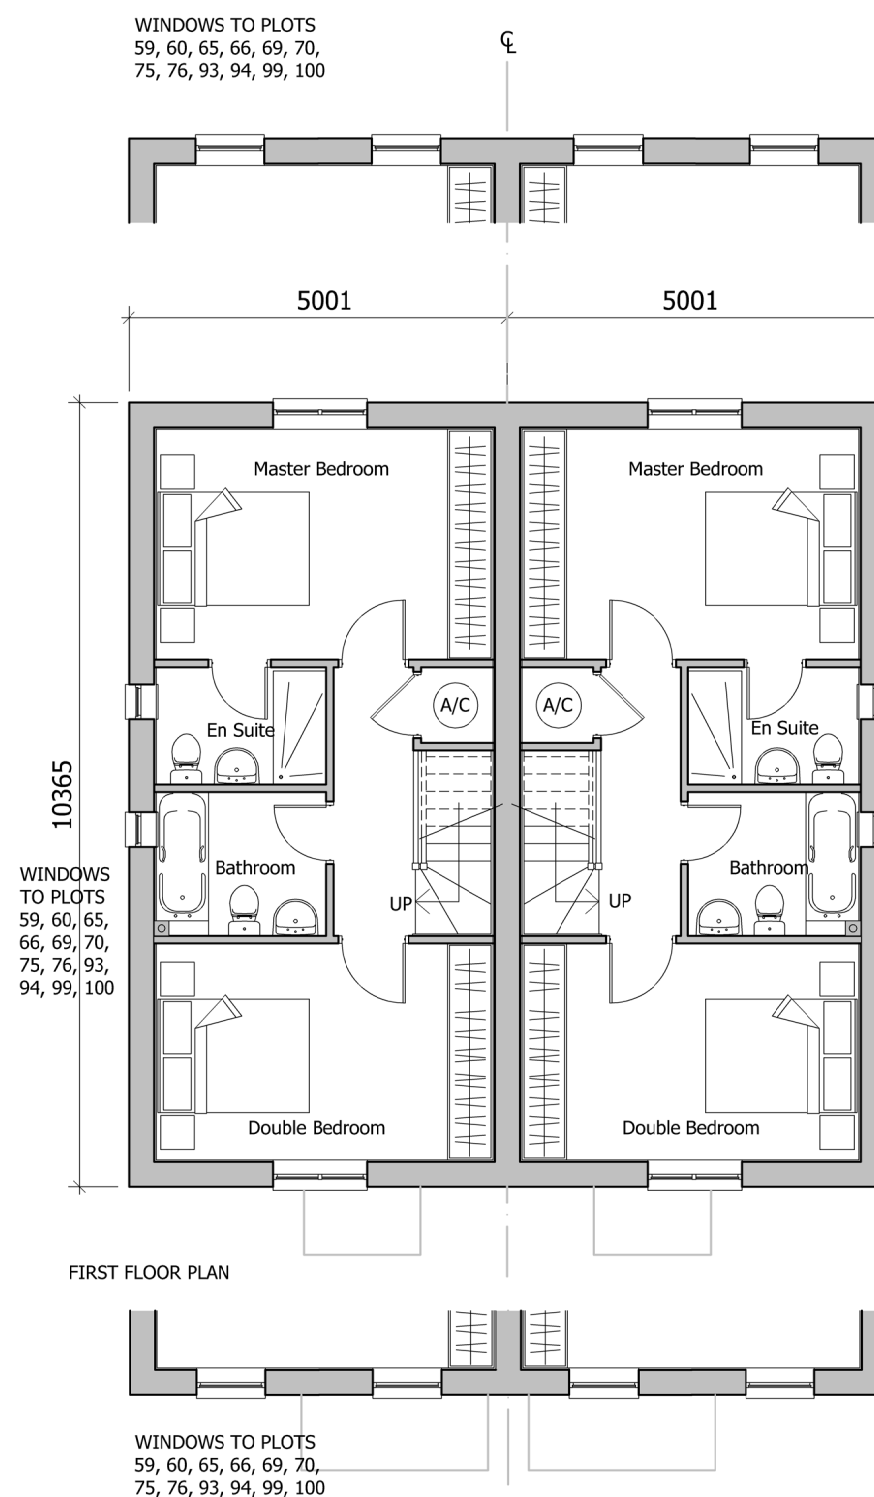 WINDOWS TO PLOTS
59, 60, 65, 66, 69, 70,
75, 76, 93, 94, 99, 100
℄
5001
5001
Master Bedroom
Master Bedroom
A/C
A/C
En Suite
En Suite
10365
Bathroom
Bathroom
WINDOWS
TO PLOTS
59, 60, 65,
66, 69, 70,
75, 76, 93,
94, 99, 100
UP
UP
Double Bedroom
Double Bedroom
FIRST FLOOR PLAN
WINDOWS TO PLOTS
59, 60, 65, 66, 69, 70,
75, 76, 93, 94, 99, 100